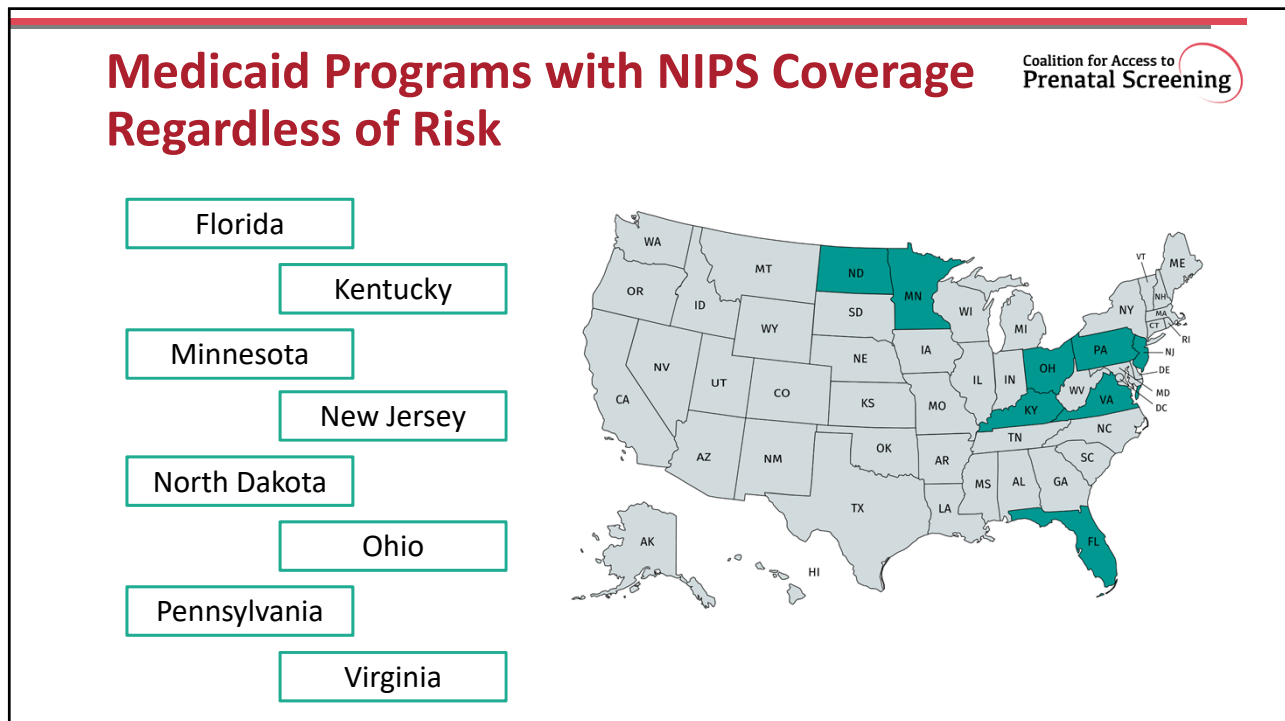 Medicaid Programs with NIPS Coverage
Regardless of Risk
Coalition for Access to
Prenatal Screening
Florida
Kentucky
Minnesota
New Jersey
North Dakota
Ohio
Pennsylvania
Virginia
WA
MT
ND
MN
VT
ME
OR
ID
SD
WI
MI
NY
NH
MA
CT
RI
WY
NE
IA
PA
NJ
NV
UT
CO
IL
IN
OH
DE
WV
MD
VA
DC
CA
KS
MO
KY
NC
TN
AZ
NM
OK
AR
SC
MS
AL
GA
TX
LA
FL
AK
HI